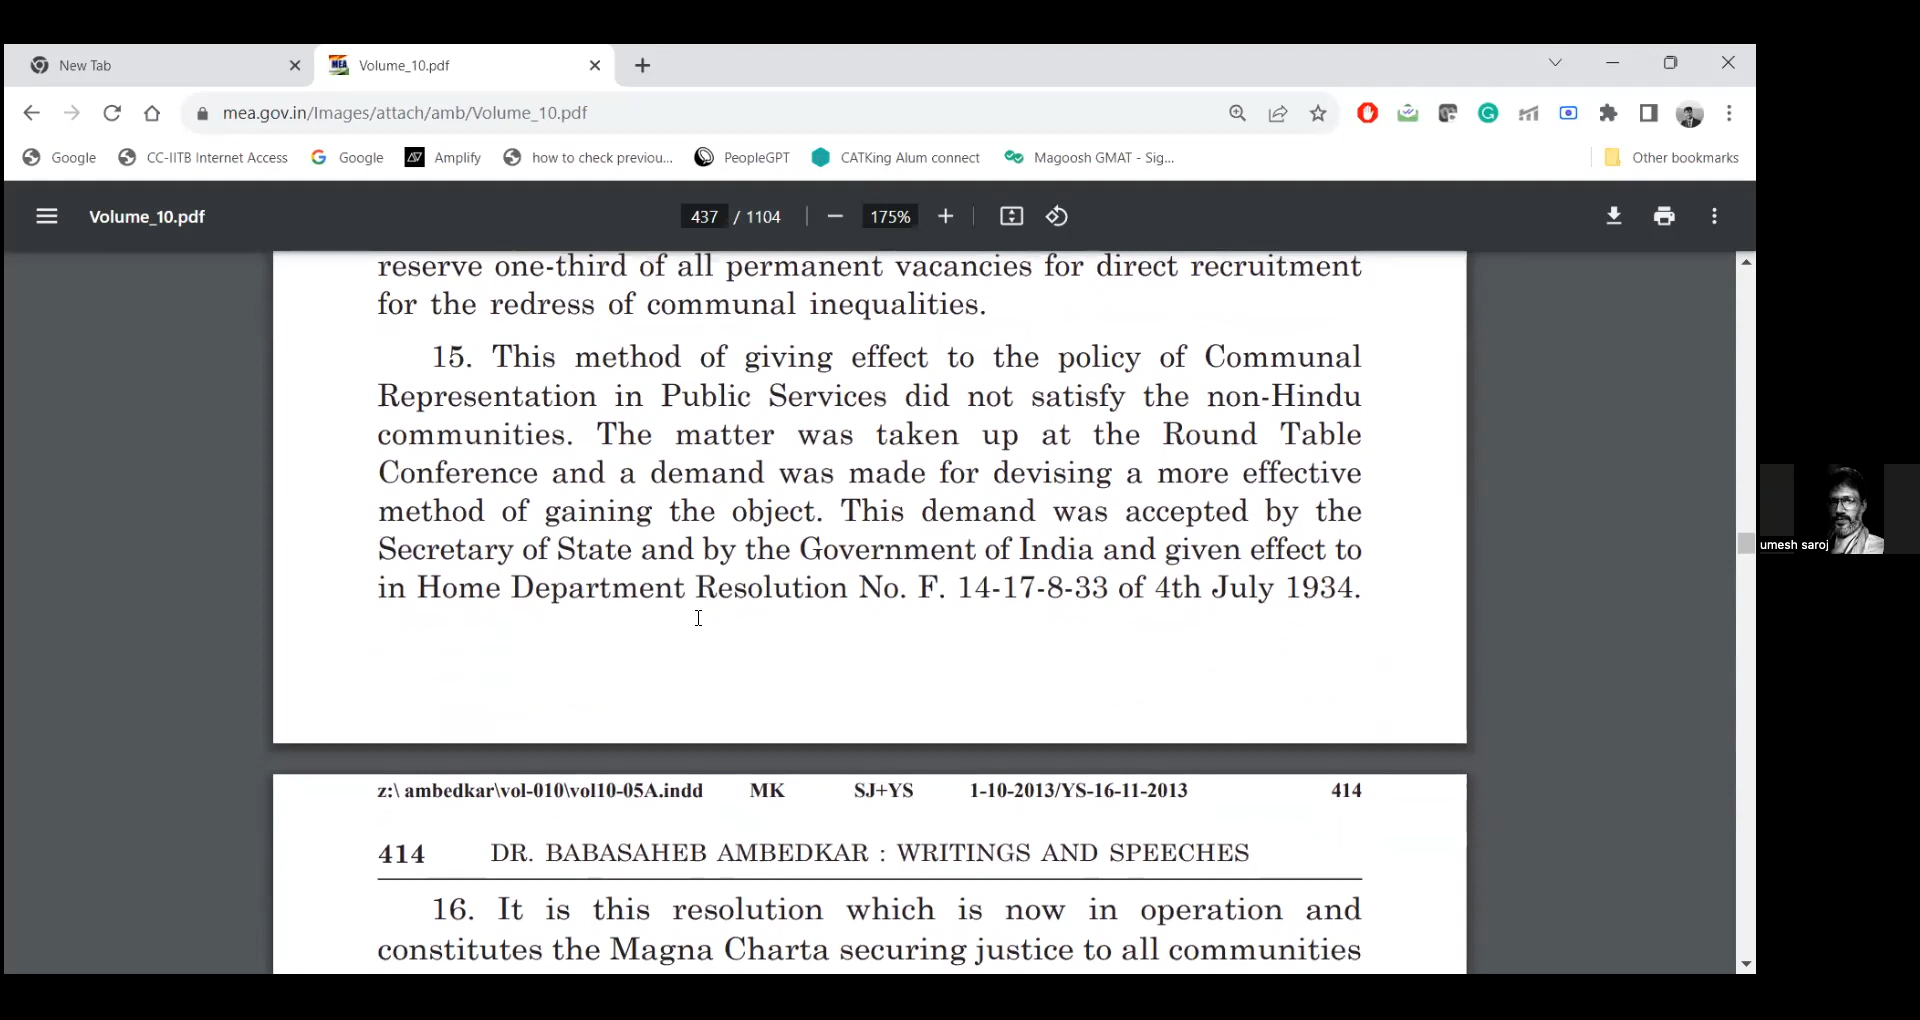 New Tab
Volume_10.pdf
mea.gov.in/Images/attach/amb/Volume_10.pdf
Google CC-IITB Internet Access Google Amplify how to check previou... PeopleGPT CATKing Alum connect Magoosh GMAT - Sig... Other bookmarks
Volume_10.pdf 437 / 1104 175%
reserve one-third of all permanent vacancies for direct recruitment
for the redress of communal inequalities.
15. This method of giving effect to the policy of Communal
Representation in Public Services did not satisfy the non-Hindu
communities. The matter was taken up at the Round Table
Conference and a demand was made for devising a more effective
method of gaining the object. This demand was accepted by the
Secretary of State and by the Government of India and given effect to
in Home Department Resolution No. F. 14-17-8-33 of 4th July 1934.
umesh saroj
z:\ ambedkar\vol-010\vol10-05A.indd MK SJ+YS 1-10-2013/YS-16-11-2013 414
414 DR. BABASAHEB AMBEDKAR : WRITINGS AND SPEECHES
16. It is this resolution which is now in operation and
constitutes the Magna Charta securing justice to all communities